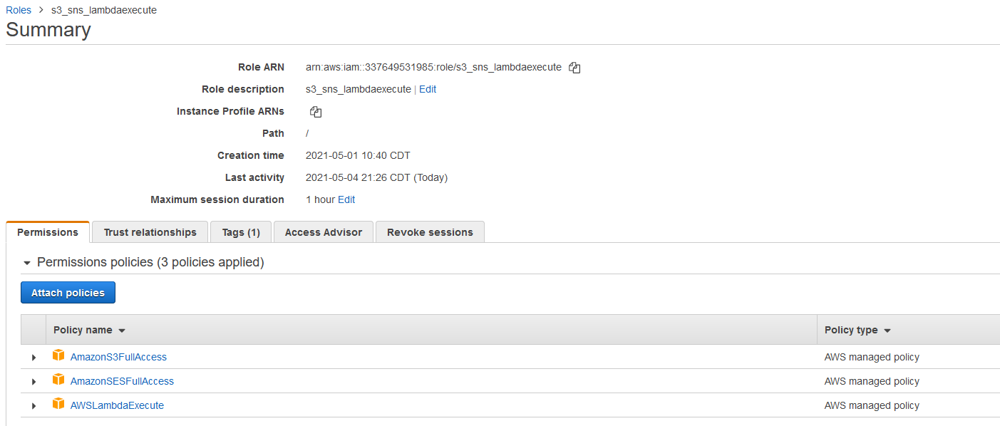 Roles > s3_sns_lambdaexecute
Summary
Role ARN arn:aws:iam::337649531985:role/s3_sns_lambdaexecute
Role description s3_sns_lambdaexecute | Edit
Instance Profile ARNs
Path /
Creation time 2021-05-01 10:40 CDT
Last activity 2021-05-04 21:26 CDT (Today)
Maximum session duration 1 hour Edit
Permissions Trust relationships Tags (1) Access Advisor Revoke sessions
Permissions policies (3 policies applied)
Attach policies
Policy name Policy type
AmazonS3FullAccess AWS managed policy
AmazonSESFullAccess AWS managed policy
AWSLambdaExecute AWS managed policy